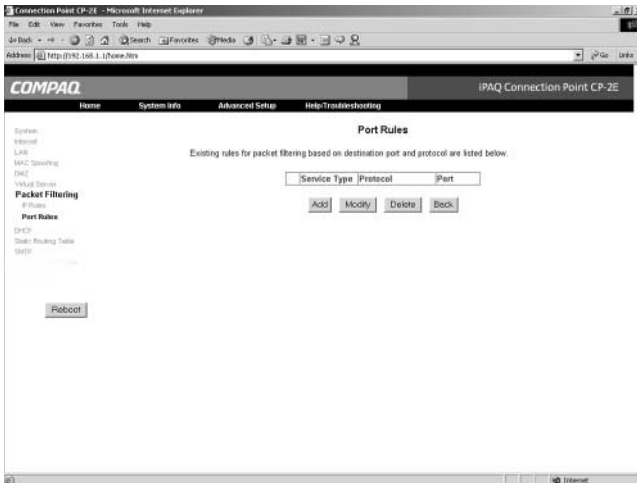 Connection Point CP-2E - Microsoft Internet Explorer
File Edit View Favorites Tools Help
Back Search Favorites Media
Address http://192.168.1.1/home.htm Go Links
COMPAQ iPAQ Connection Point CP-2E
Home System Info Advanced Setup Help/Troubleshooting
System
Internet
LAN
MAC Spoofing
DMZ
Virtual Server
Packet Filtering
IP Rules
Port Rules
DHCP
Static Routing Table
SMTP
Reboot
Port Rules
Existing rules for packet filtering based on destination port and protocol are listed below.
Service Type Protocol Port
Add Modify Delete Back
Internet